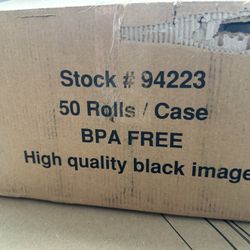 Stock # 94223
50 Rolls / Case
BPA FREE
High quality black image